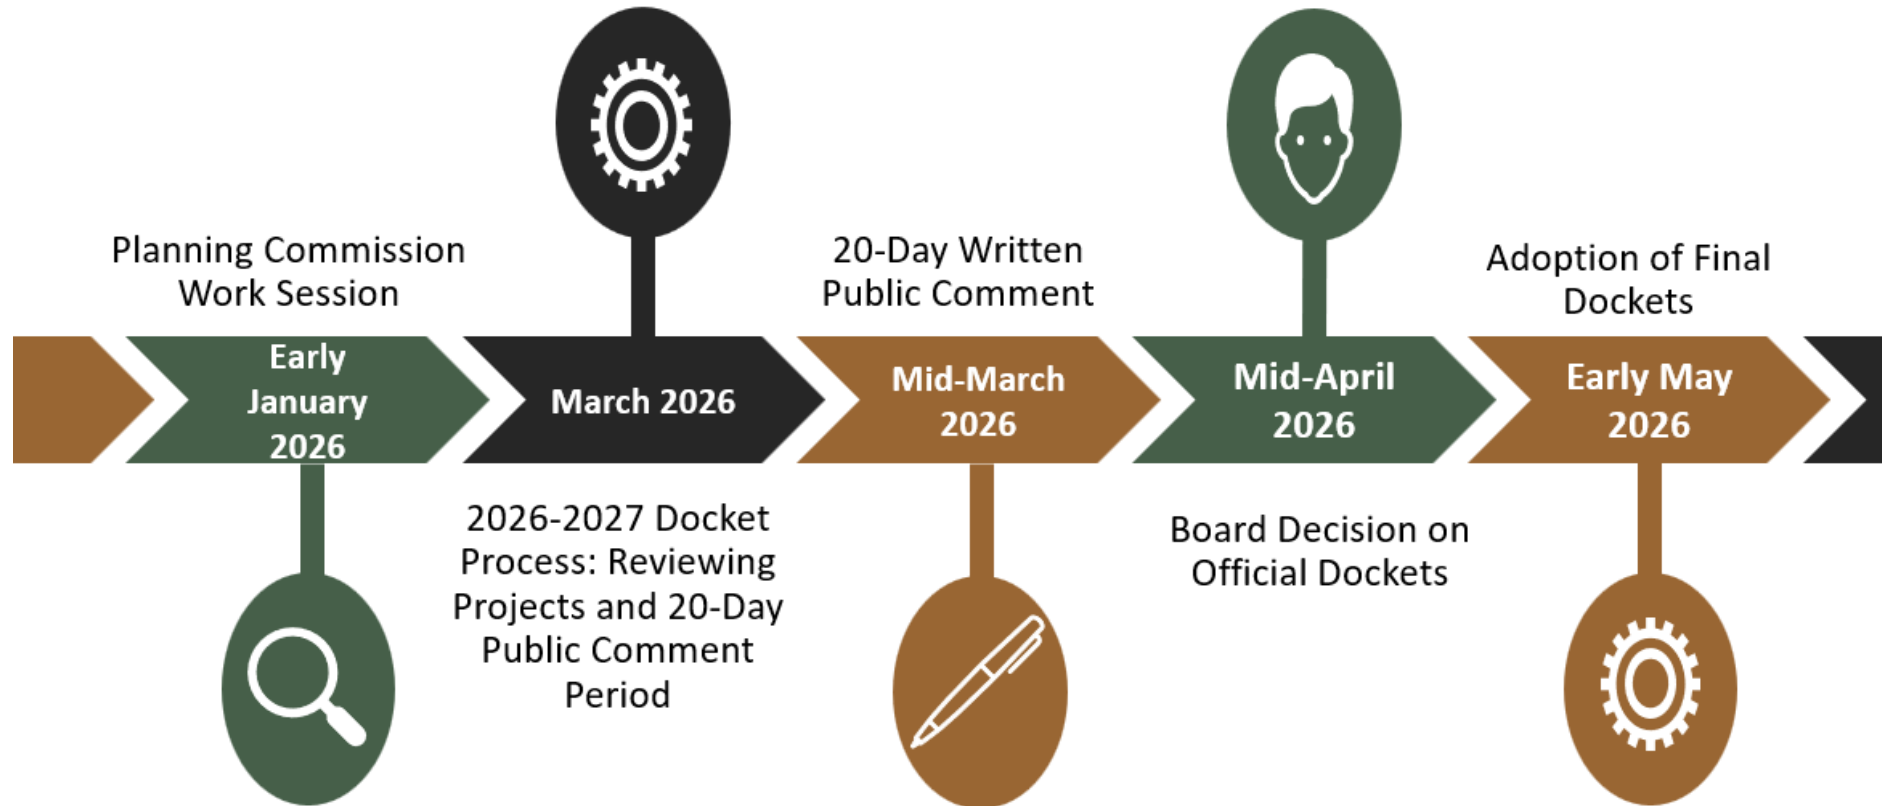 Planning Commission
Work Session
Early
January
2026
March 2026
2026-2027 Docket
Process: Reviewing
Projects and 20-Day
Public Comment
Period
20-Day Written
Public Comment
Mid-March
2026
Mid-April
2026
Board Decision on
Official Dockets
Adoption of Final
Dockets
Early May
2026